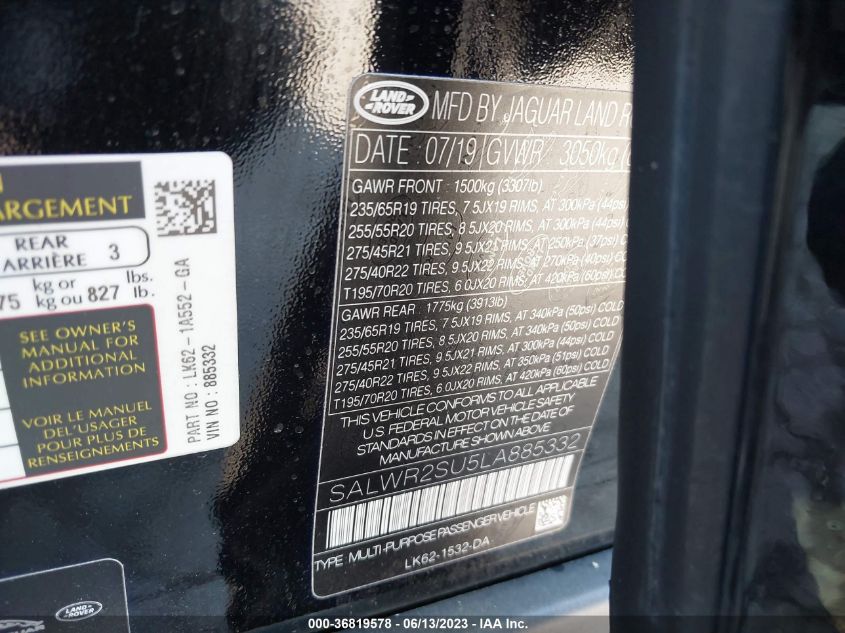 ARGEMENT
REAR
ARRIÈRE 3
75 kg or 827 lbs.
kg ou lb.
SEE OWNER'S
MANUAL FOR
ADDITIONAL
INFORMATION
VOIR LE MANUEL
DEL'USAGER
POUR PLUS DE
RENSEIGNEMENTS
PART NO : LK62-1A552-GA
VIN NO : 885332
LAND ROVER
MFD BY JAGUAR LAND R
DATE 07/19 GVWR 3050kg
GAWR FRONT : 1500kg (3307lb).
235/65R19 TIRES, 7 5JX19 RIMS, AT 300kPa (44psi)
255/55R20 TIRES, 8 5JX20 RIMS, AT 300kPa (44psi)
275/45R21 TIRES, 9.5JX21 RIMS, AT 250kPa (37psi) C
275/40R22 TIRES, 9 5JX22 RIMS, AT 270kPa (40psi) C
T195/70R20 TIRES, 6 0JX20 RIMS, AT 420kPa (60psi)
GAWR REAR : 1775kg (3913lb)
235/65R19 TIRES, 7 5JX19 RIMS, AT 340kPa (50psi) COLD
255/55R20 TIRES, 8 5JX20 RIMS, AT 340kPa (50psi) COLD
275/45R21 TIRES, 9 5JX21 RIMS, AT 300kPa (44psi) COLD
275/40R22 TIRES, 9 5JX22 RIMS, AT 350kPa (51psi) COLD
T195/70R20 TIRES, 6.0JX20 RIMS, AT 420kPa (60psi) COLD
THIS VEHICLE CONFORMS TO ALL APPLICABLE
U.S. FEDERAL MOTOR VEHICLE SAFETY
STANDARDS IN EFFECT ON THE DATE OF
MANUFACTURE SHOWN ABOVE
SALWR2SU5LA885332
TYPE MULTI-PURPOSE PASSENGER VEHICLE
LK62-1532-DA
LAND ROVER
000-36819578 - 06/13/2023 - IAA Inc.